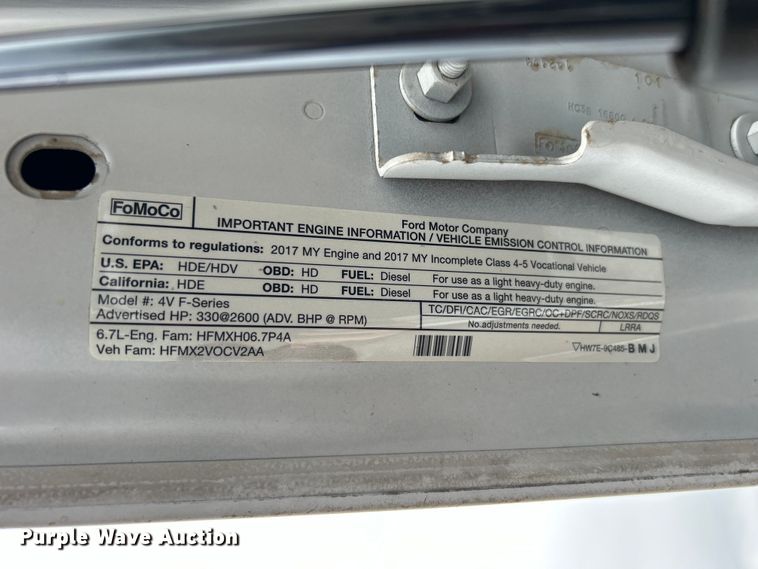 101
FoMoCo
Ford Motor Company
IMPORTANT ENGINE INFORMATION / VEHICLE EMISSION CONTROL INFORMATION
Conforms to regulations: 2017 MY Engine and 2017 MY Incomplete Class 4-5 Vocational Vehicle
U.S. EPA: HDE/HDV OBD: HD FUEL: Diesel For use as a light heavy-duty engine.
California: HDE OBD: HD FUEL: Diesel For use as a light heavy-duty engine.
Model #: 4V F-Series
Advertised HP: 330@2600 (ADV. BHP @ RPM)
TC/DFI/CAC/EGR/EGRC/OC+DPF/SCRC/NOXS/RDQS
No adjustments needed. LRRA
6.7L-Eng. Fam: HFMXH06.7P4A
Veh Fam: HFMX2VOCV2AA
HW7E-9C485-BMJ
Purple Wave Auction